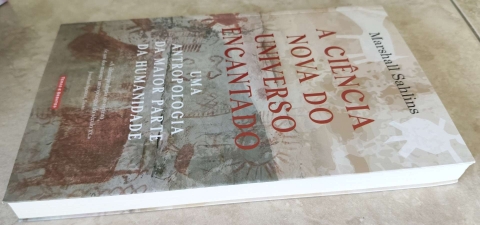 Marshall Sahlins
A CIÊNCIA
NOVA DO
UNIVERSO
ENCANTADO
UMA
ANTROPOLOGIA
DA MAIOR PARTE
DA HUMANIDADE